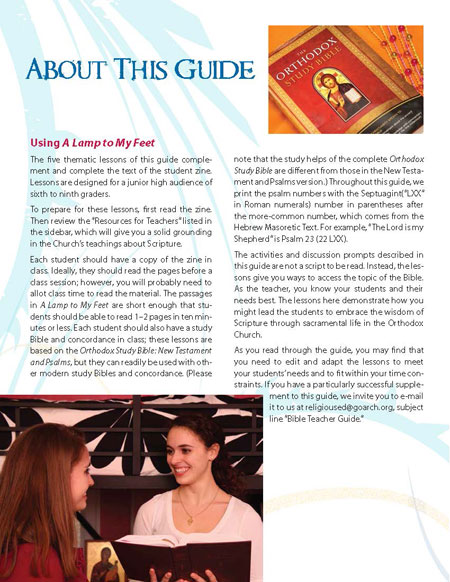 ABOUT THIS GUIDE
THE
ORTHODOX
STUDY BIBLE
Using A Lamp to My Feet
The five thematic lessons of this guide comple-
ment and complete the text of the student zine.
Lessons are designed for a junior high audience of
sixth to ninth graders.
To prepare for these lessons, first read the zine.
Then review the "Resources for Teachers" listed in
the sidebar, which will give you a solid grounding
in the Church's teachings about Scripture.
Each student should have a copy of the zine in
class. Ideally, they should read the pages before a
class session; however, you will probably need to
allot class time to read the material. The passages
in A Lamp to My Feet are short enough that stu-
dents should be able to read 1–2 pages in ten min-
utes or less. Each student should also have a study
Bible and concordance in class; these lessons are
based on the Orthodox Study Bible: New Testament
and Psalms, but they can readily be used with oth-
er modern study Bibles and concordance. (Please
note that the study helps of the complete Orthodox
Study Bible are different from those in the New Testa-
ment and Psalms version.) Throughout this guide, we
print the psalm numbers with the Septuagint ("LXX"
in Roman numerals) number in parentheses after
the more-common number, which comes from the
Hebrew Masoretic Text. For example, "The Lord is my
Shepherd" is Psalm 23 (22 LXX).
The activities and discussion prompts described in
this guide are not a script to be read. Instead, the les-
sons give you ways to access the topic of the Bible.
As the teacher, you know your students and their
needs best. The lessons here demonstrate how you
might lead the students to embrace the wisdom of
Scripture through sacramental life in the Orthodox
Church.
As you read through the guide, you may find that
you need to edit and adapt the lessons to meet
your students' needs and to fit within your time con-
straints. If you have a particularly successful supple-
ment to this guide, we invite you to e-mail
it to us at religioused@goarch.org, subject
line "Bible Teacher Guide."